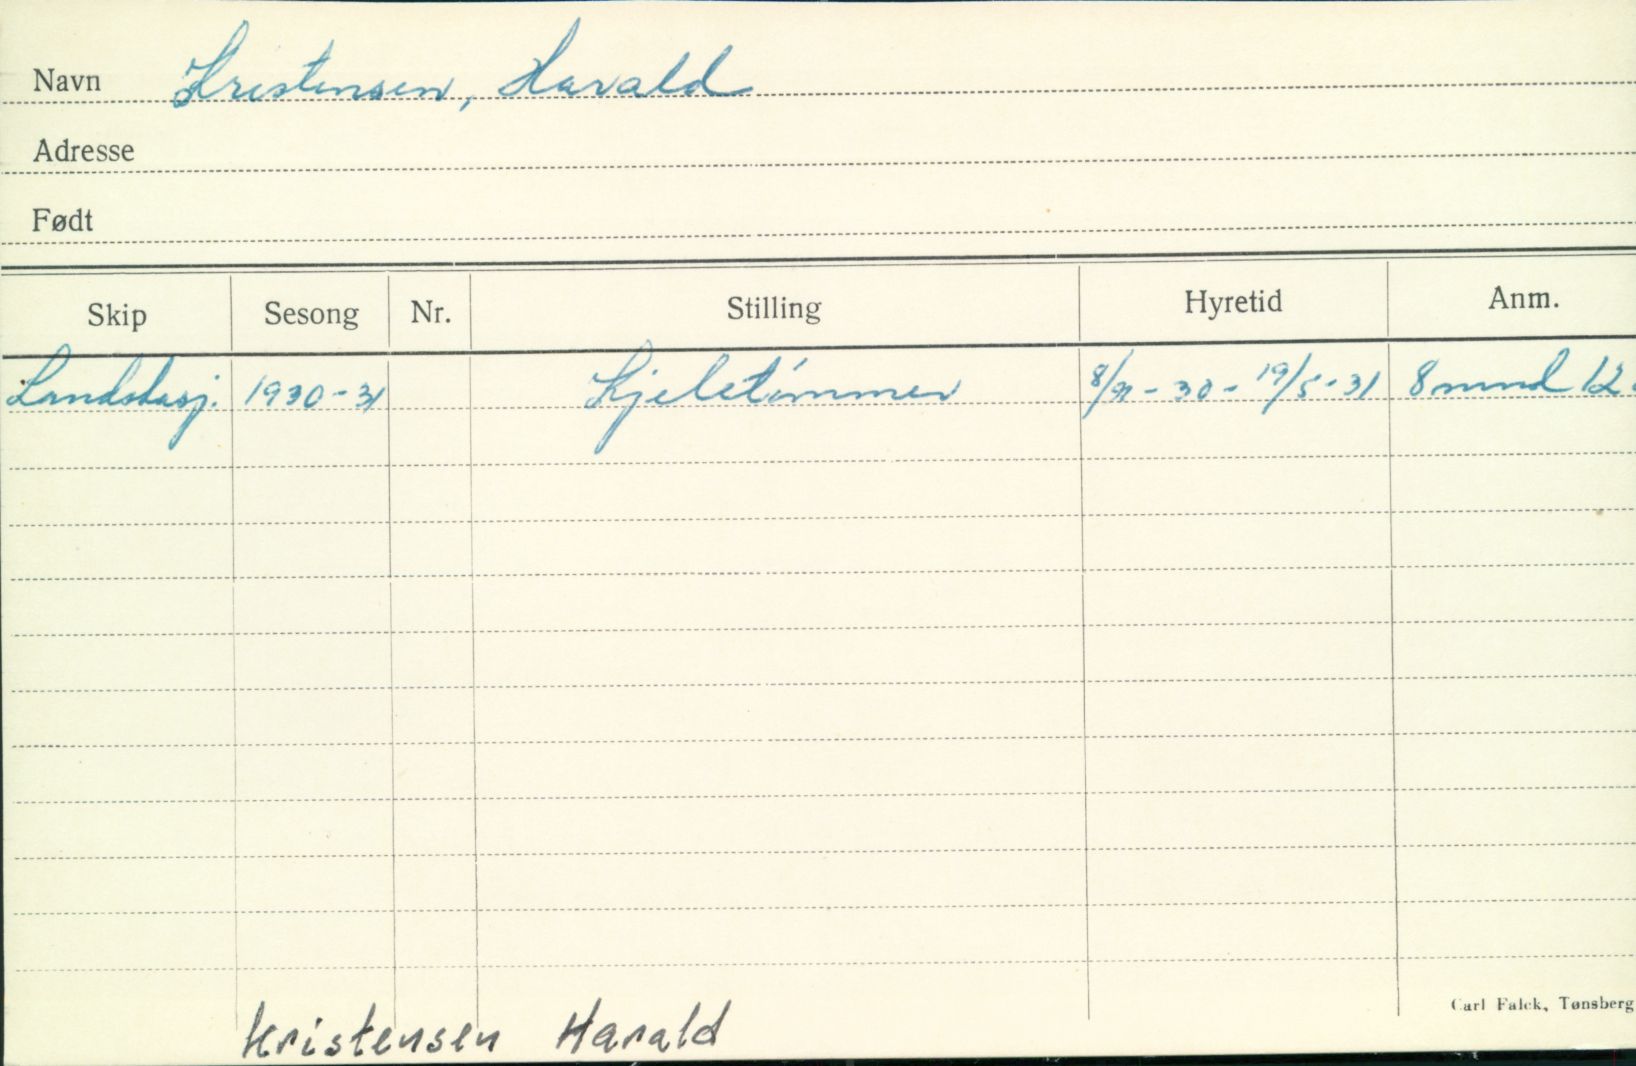 Navn Kristensen, Harald
Adresse
Født
Skip Sesong Nr. Stilling Hyretid Anm.
Landstasj. 1930-31 Kjeletømmer 8/9 - 30 - 19/5 - 31 8 mnd 12
Kristensen Harald
Carl Falck, Tønsberg